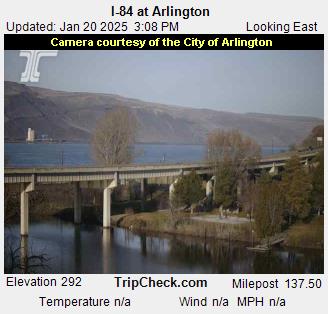 I-84 at Arlington
Updated: Jan 20 2025 3:08 PM Looking East
Camera courtesy of the City of Arlington
Elevation 292 TripCheck.com Milepost 137.50
Temperature n/a Wind n/a MPH n/a